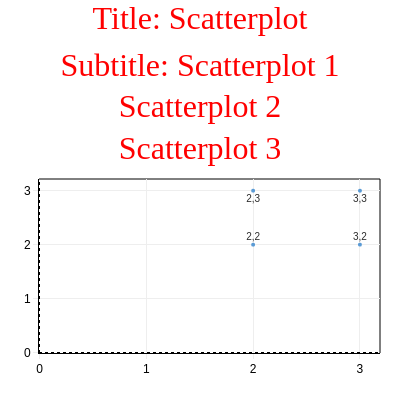 Title: Scatterplot
Subtitle: Scatterplot 1
Scatterplot 2
Scatterplot 3
3
2,3 3,3
2,2 3,2
2
1
0
0 1 2 3